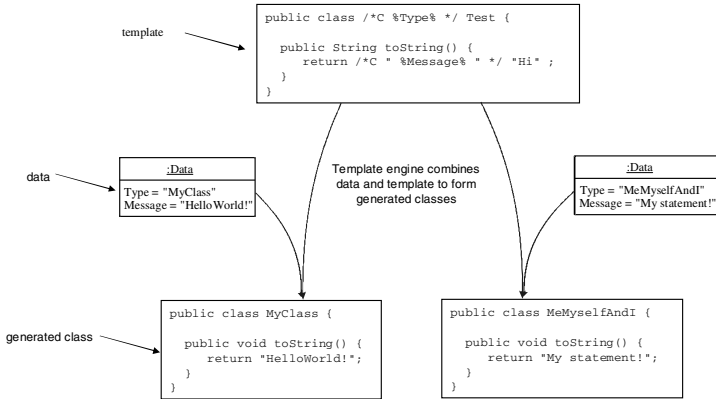 public class /*C %Type% */ Test {
public String toString() {
return /*C " %Message% " */ "Hi" ;
}
}
template
data
:Data
Type = "MyClass"
Message = "HelloWorld!"
Template engine combines
data and template to form
generated classes
:Data
Type = "MeMyselfAndI"
Message = "My statement!"
generated class
public class MyClass {
public void toString() {
return "HelloWorld!";
}
}
public class MeMyselfAndI {
public void toString() {
return "My statement!";
}
}